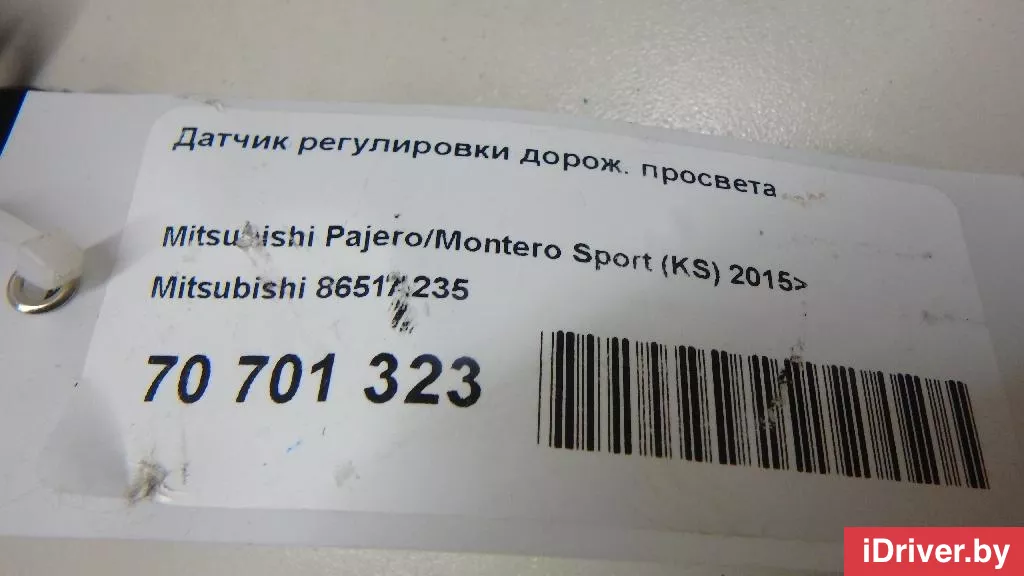 Датчик регулировки дорож. просвета
Mitsubishi Pajero/Montero Sport (KS) 2015>
Mitsubishi
70 701 323
iDriver.by